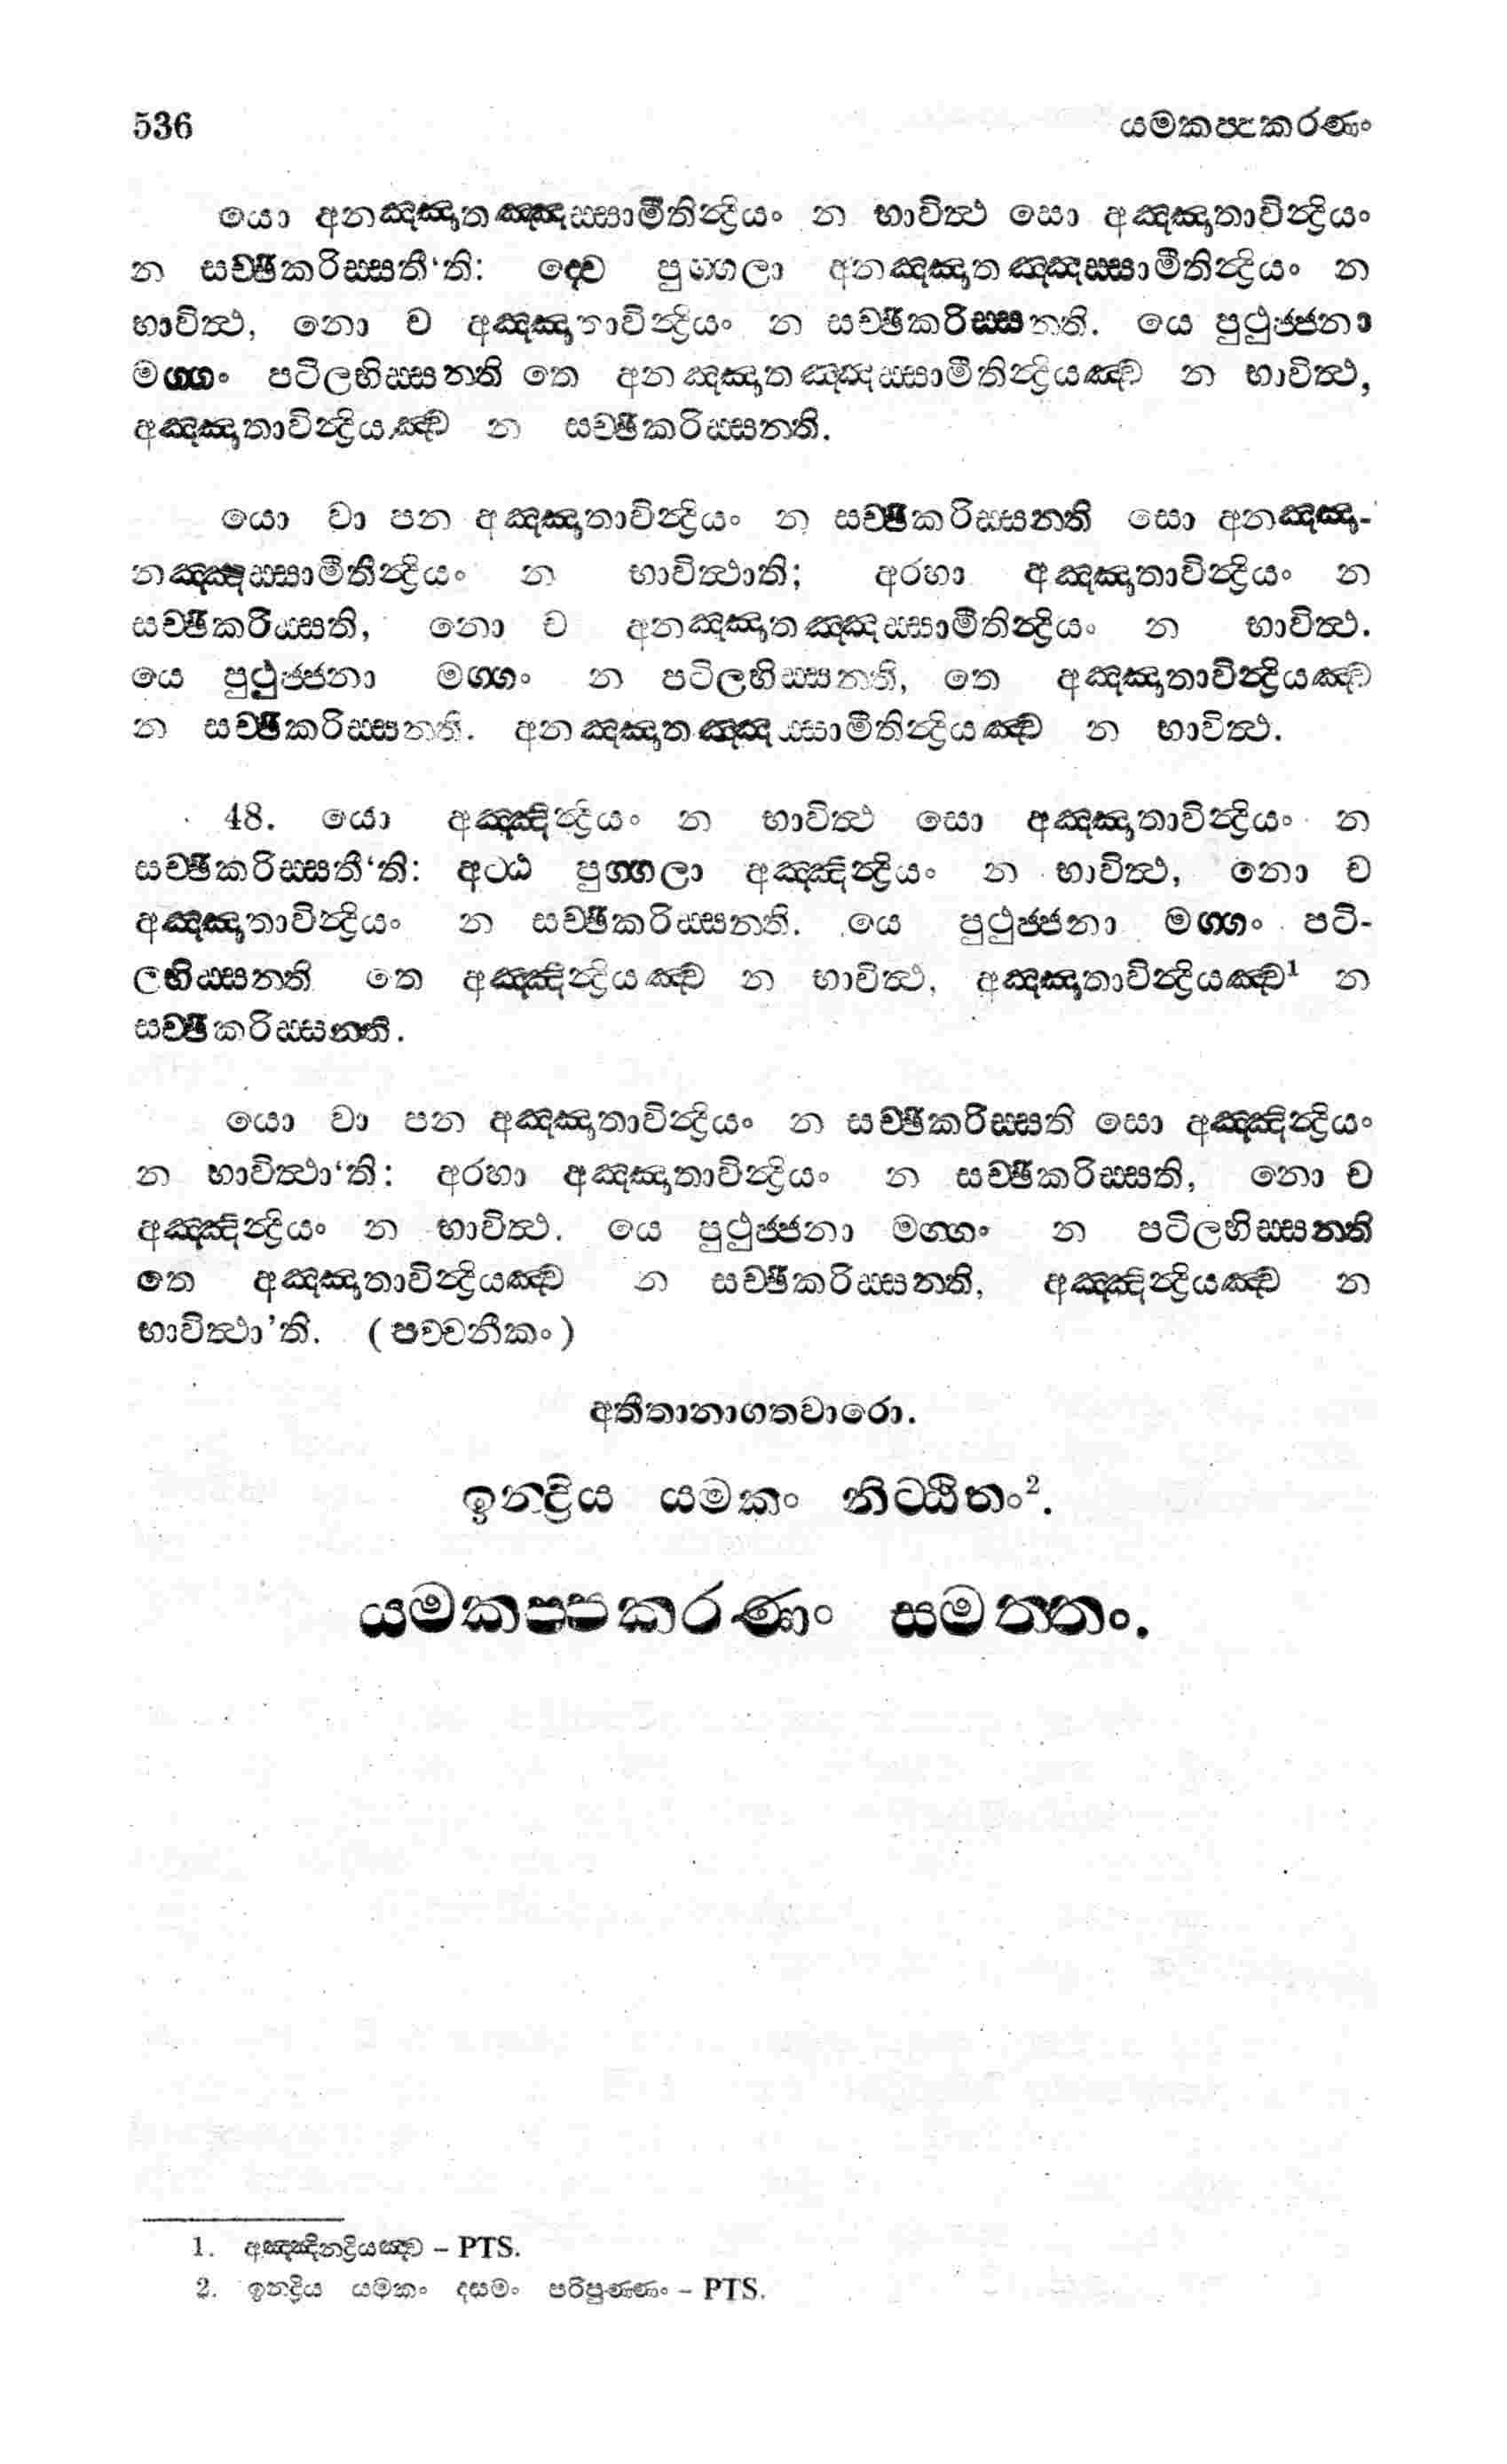 536 යමකප්පකරණං
යො අනඤ්ඤාතඤ්ඤස්සාමීතින්ද්‍රියං න භාවිත්ථ සො අඤ්ඤාතාවින්ද්‍රියං
න සච්ඡිකරිස්සතී‘ති: ද්වෙ පුග්ගලා අනඤ්ඤාතඤ්ඤස්සාමීතින්ද්‍රියං න
භාවිත්ථ, නො ච අඤ්ඤාතාවින්ද්‍රියං න සච්ඡිකරිස්සන්ති. යෙ පුථුජ්ජනා
මග්ගං පටිලභිස්සන්ති තෙ අනඤ්ඤාතඤ්ඤස්සාමීතින්ද්‍රියඤ්ච න භාවිත්ථ,
අඤ්ඤාතාවින්ද්‍රියඤ්ච න සච්ඡිකරිස්සන්ති.
යො වා පන අඤ්ඤාතාවින්ද්‍රියං න සච්ඡිකරිස්සන්ති සො අනඤ්ඤා-
තඤ්ඤස්සාමීතින්ද්‍රියං න භාවිත්ථාති; අරහා අඤ්ඤාතාවින්ද්‍රියං න
සච්ඡිකරිස්සති, නො ච අනඤ්ඤාතඤ්ඤස්සාමීතින්ද්‍රියං න භාවිත්ථ.
යෙ පුථුජ්ජනා මග්ගං න පටිලභිස්සන්ති, තෙ අඤ්ඤාතාවින්ද්‍රියඤ්ච
න සච්ඡිකරිස්සන්ති. අනඤ්ඤාතඤ්ඤස්සාමීතින්ද්‍රියඤ්ච න භාවිත්ථ.
48. යො අඤ්ඤින්ද්‍රියං න භාවිත්ථ සො අඤ්ඤාතාවින්ද්‍රියං න
සච්ඡිකරිස්සතී‘ති: අට්ඨ පුග්ගලා අඤ්ඤින්ද්‍රියං න භාවිත්ථ, නො ච
අඤ්ඤාතාවින්ද්‍රියං න සච්ඡිකරිස්සන්ති. යෙ පුථුජ්ජනා මග්ගං පටි-
ලභිස්සන්ති තෙ අඤ්ඤින්ද්‍රියඤ්ච න භාවිත්ථ, අඤ්ඤාතාවින්ද්‍රියඤ්ච¹ න
සච්ඡිකරිස්සන්ති.
යො වා පන අඤ්ඤාතාවින්ද්‍රියං න සච්ඡිකරිස්සති සො අඤ්ඤින්ද්‍රියං
න භාවිත්ථා‘ති: අරහා අඤ්ඤාතාවින්ද්‍රියං න සච්ඡිකරිස්සති, නො ච
අඤ්ඤින්ද්‍රියං න භාවිත්ථ. යෙ පුථුජ්ජනා මග්ගං න පටිලභිස්සන්ති
තෙ අඤ්ඤාතාවින්ද්‍රියඤ්ච න සච්ඡිකරිස්සන්ති, අඤ්ඤින්ද්‍රියඤ්ච න
භාවිත්ථා’ති. (පච්චනීකං)
අතීතානාගතවාරො.
ඉන්ද්‍රිය යමකං නිට්ඨිතං².
යමකප්පකරණං සමත්තං.
1. අඤ්ඤින්ද්‍රියඤ්ච – PTS.
2. ඉන්ද්‍රිය යමකං දසමං පරිපුණ්ණං – PTS.